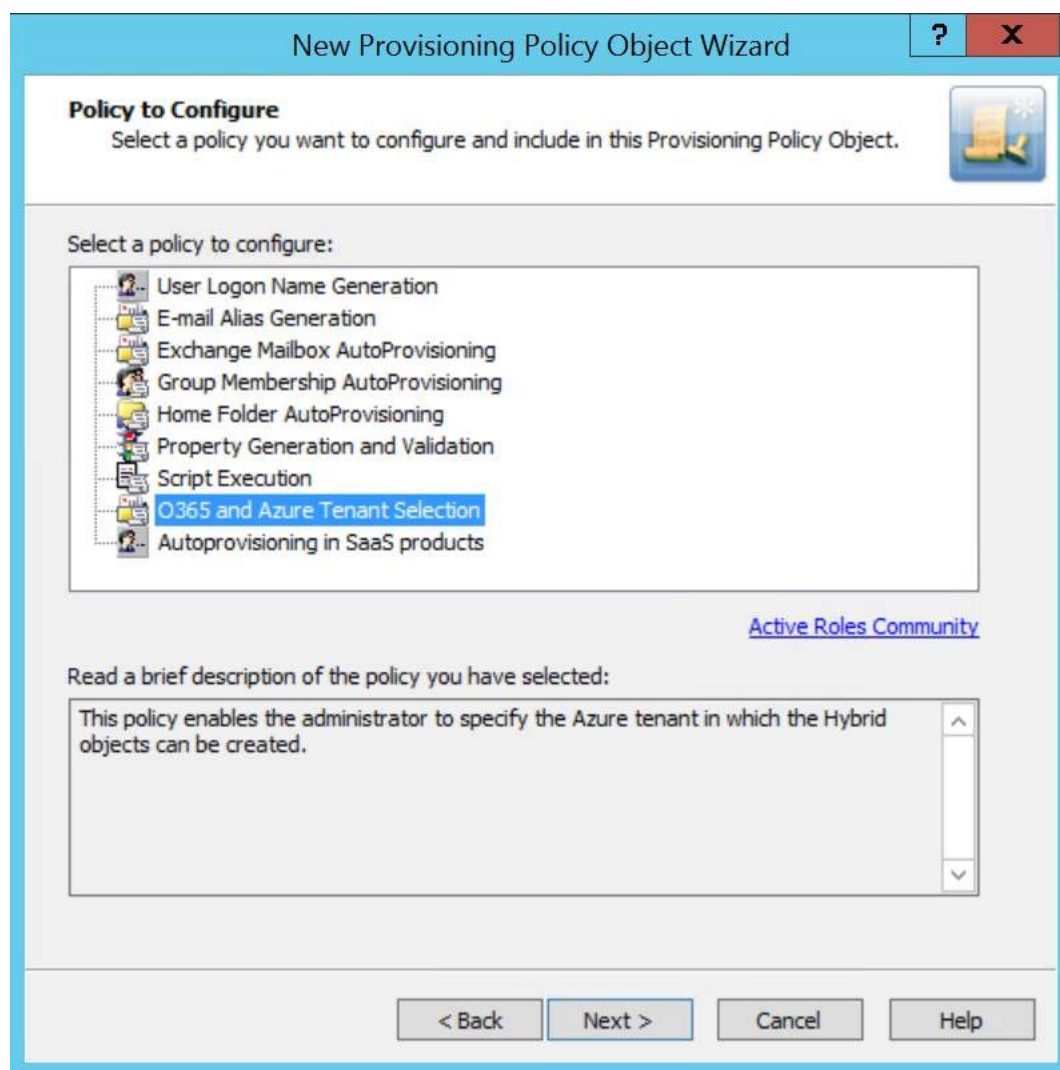 New Provisioning Policy Object Wizard
? X
Policy to Configure
Select a policy you want to configure and include in this Provisioning Policy Object.
Select a policy to configure:
User Logon Name Generation
E-mail Alias Generation
Exchange Mailbox AutoProvisioning
Group Membership AutoProvisioning
Home Folder AutoProvisioning
Property Generation and Validation
Script Execution
O365 and Azure Tenant Selection
Autoprovisioning in SaaS products
Active Roles Community
Read a brief description of the policy you have selected:
This policy enables the administrator to specify the Azure tenant in which the Hybrid
objects can be created.
< Back Next > Cancel Help